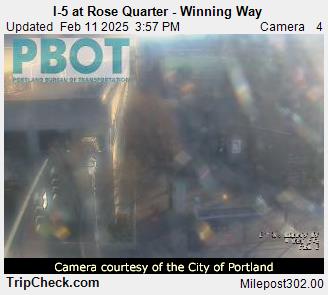 I-5 at Rose Quarter - Winning Way
Updated Feb 11 2025 3:57 PM Camera 4
PBOT
PORTLAND BUREAU OF TRANSPORTATION
Camera courtesy of the City of Portland
TripCheck.com Milepost302.00